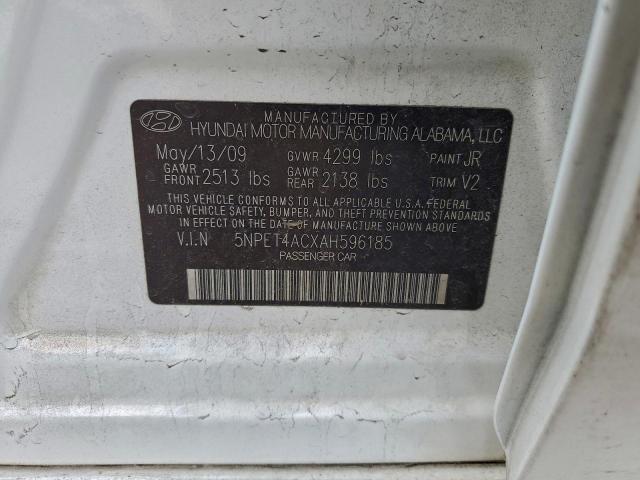 MANUFACTURED BY
HYUNDAI MOTOR MANUFACTURING ALABAMA, LLC
May/13/09 GVWR 4299 lbs PAINT JR
GAWR FRONT 2513 lbs GAWR REAR 2138 lbs TRIM V2
THIS VEHICLE CONFORMS TO ALL APPLICABLE U.S.A. FEDERAL
MOTOR VEHICLE SAFETY, BUMPER, AND THEFT PREVENTION STANDARDS
IN EFFECT ON THE DATE OF MANUFACTURE SHOWN ABOVE
V.I.N 5NPET4ACXAH596185
PASSENGER CAR